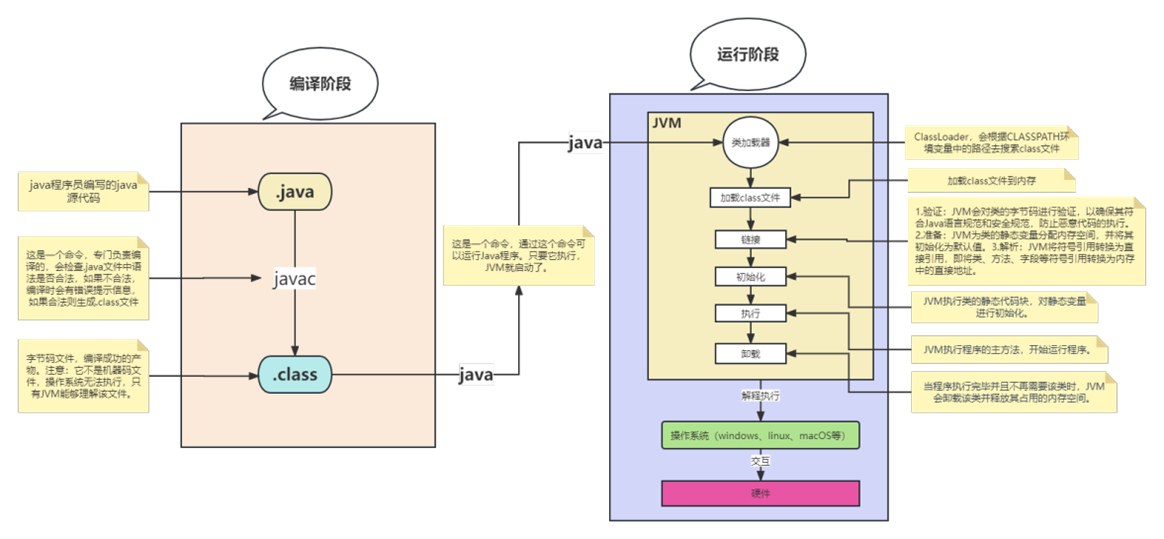 编译阶段
java程序员编写的java
源代码
.java
这是一个命令，专门负责编
译的，会检查.java文件中语
法是否合法，如果不合法，
编译时会有错误提示信息，
如果合法则生成.class文件
javac
字节码文件，编译成功的产
物。注意：它不是机器码文
件，操作系统无法执行，只
有JVM能够理解该文件。
.class
java
这是一个命令，通过这个命令可
以运行Java程序。只要它执行，
JVM就启动了。
java
运行阶段
JVM
类加载器
ClassLoader，会根据CLASSPATH环
境变量中的路径去搜索class文件
加载class文件
加载class文件到内存
链接
1.验证：JVM会对类的字节码进行验证，以确保其符
合Java语言规范和安全规范，防止恶意代码的执行。
2.准备：JVM为类的静态变量分配内存空间，并将其
初始化为默认值。3.解析：JVM将符号引用转换为直
接引用，即将类、方法、字段等符号引用转换为内存
中的直接地址。
初始化
JVM执行类的静态代码块，对静态变量
进行初始化。
执行
JVM执行程序的主方法，开始运行程序。
卸载
当程序执行完毕并且不再需要该类时，JVM
会卸载该类并释放其占用的内存空间。
解释执行
操作系统（windows、linux、macOS等）
交互
硬件